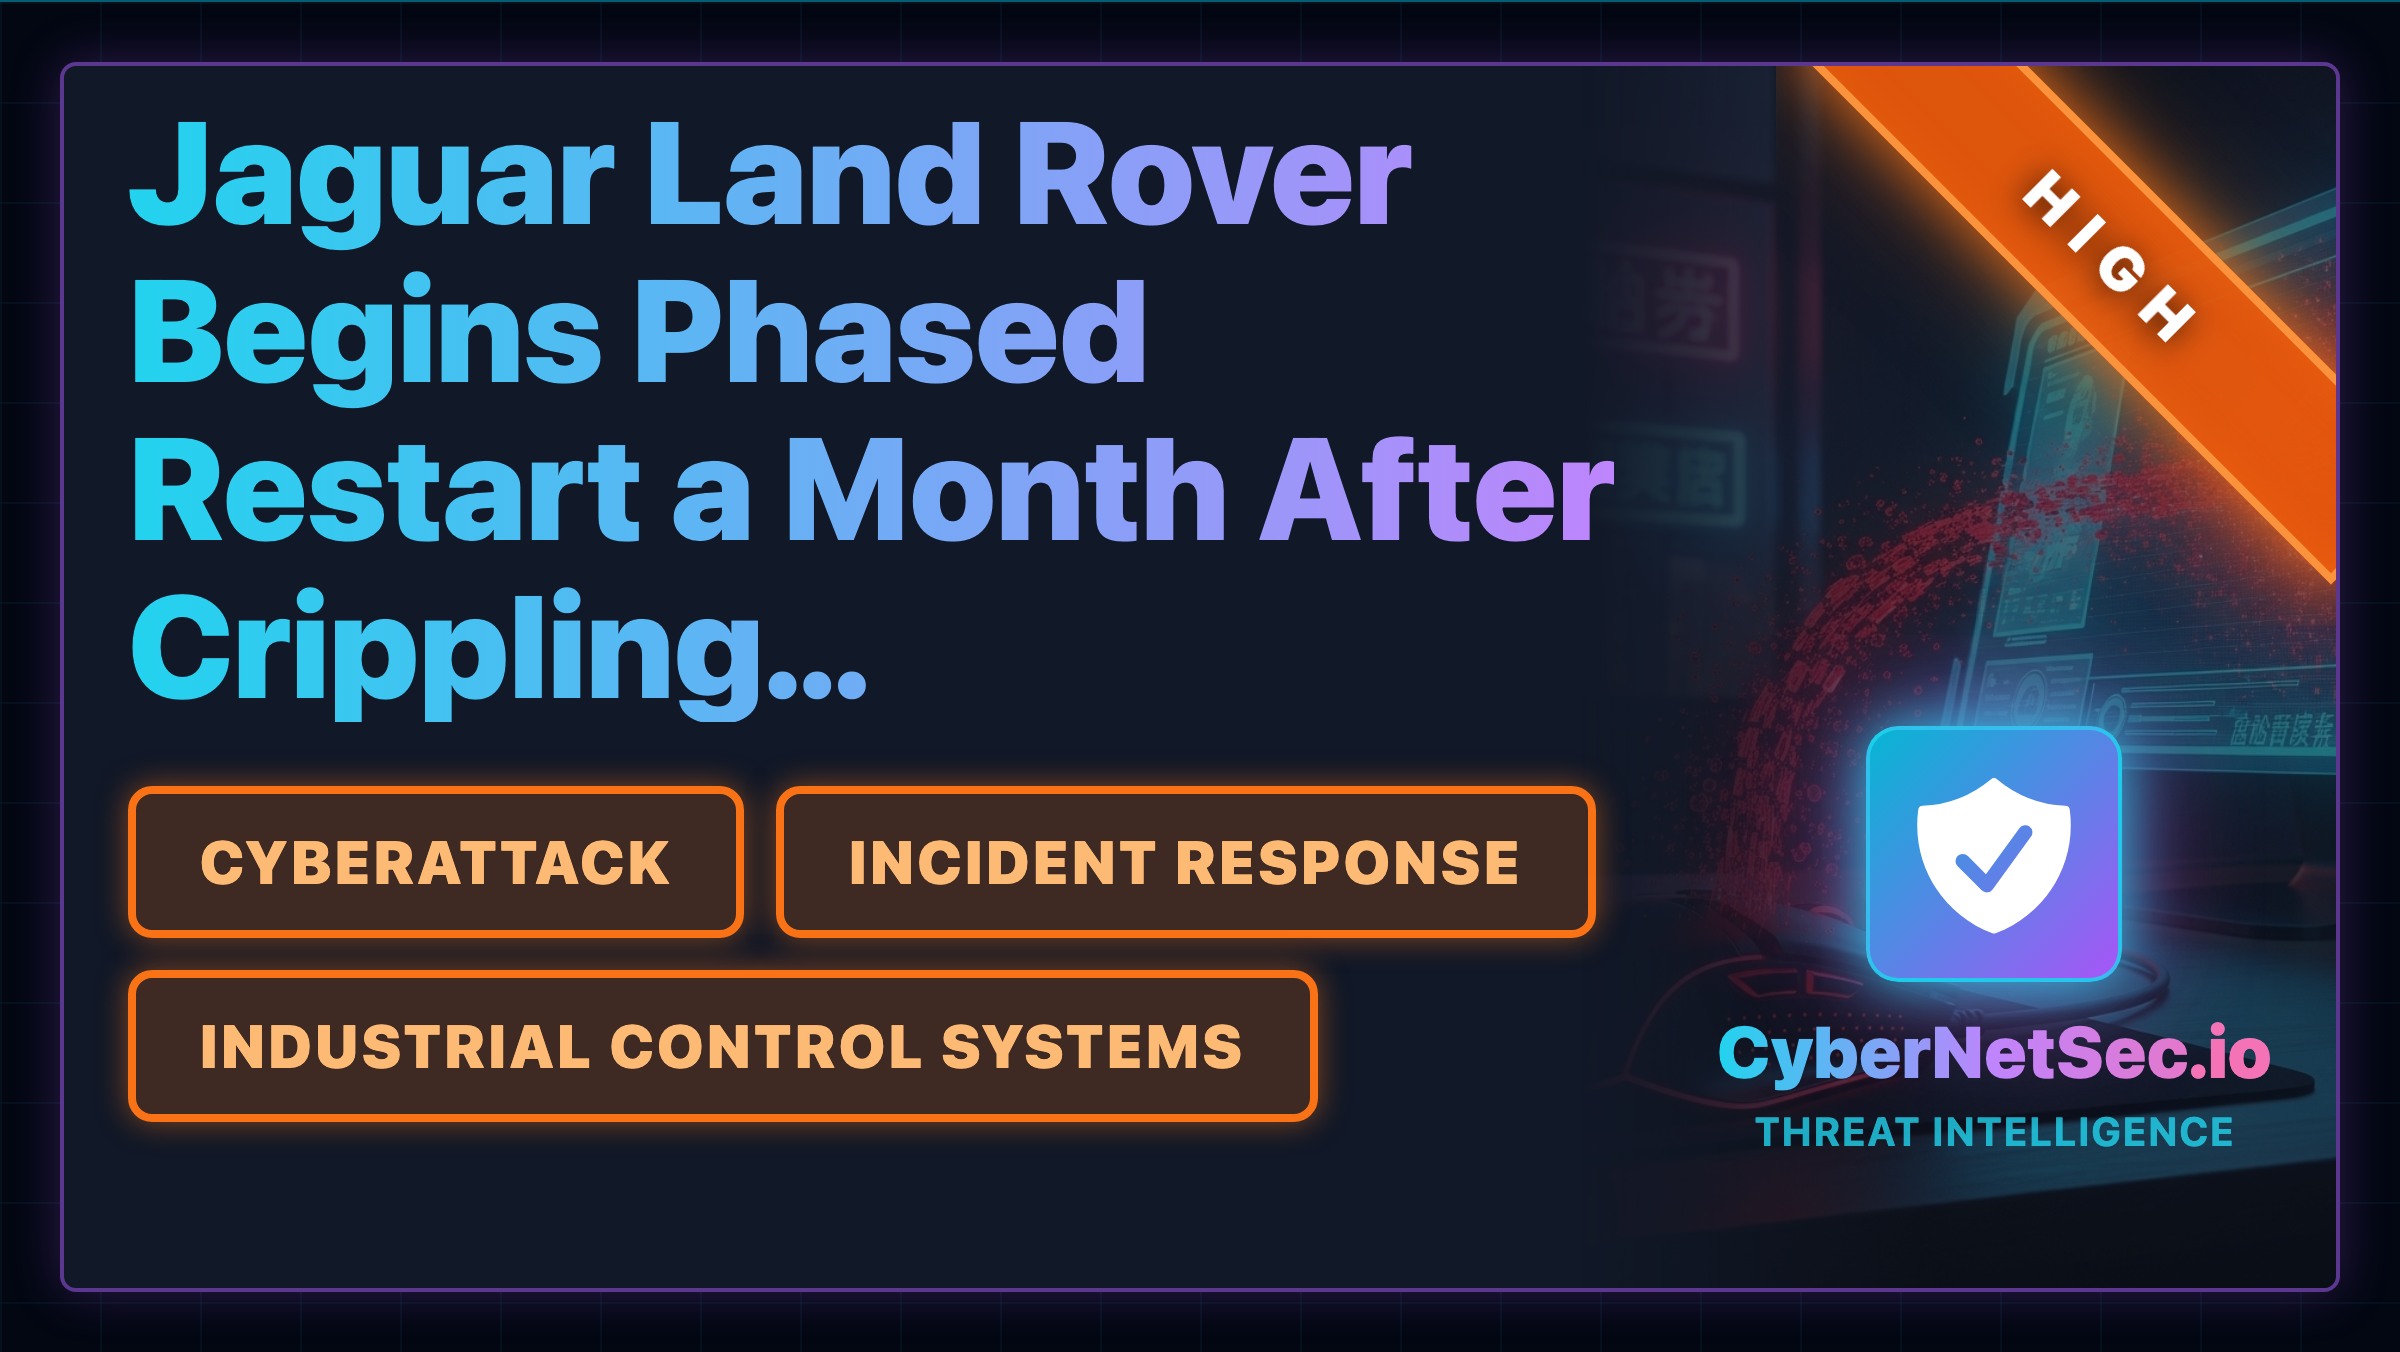 Jaguar Land Rover
Begins Phased
Restart a Month After
Crippling...
HIGH
CYBERATTACK
INCIDENT RESPONSE
INDUSTRIAL CONTROL SYSTEMS
CyberNetSec.io
THREAT INTELLIGENCE